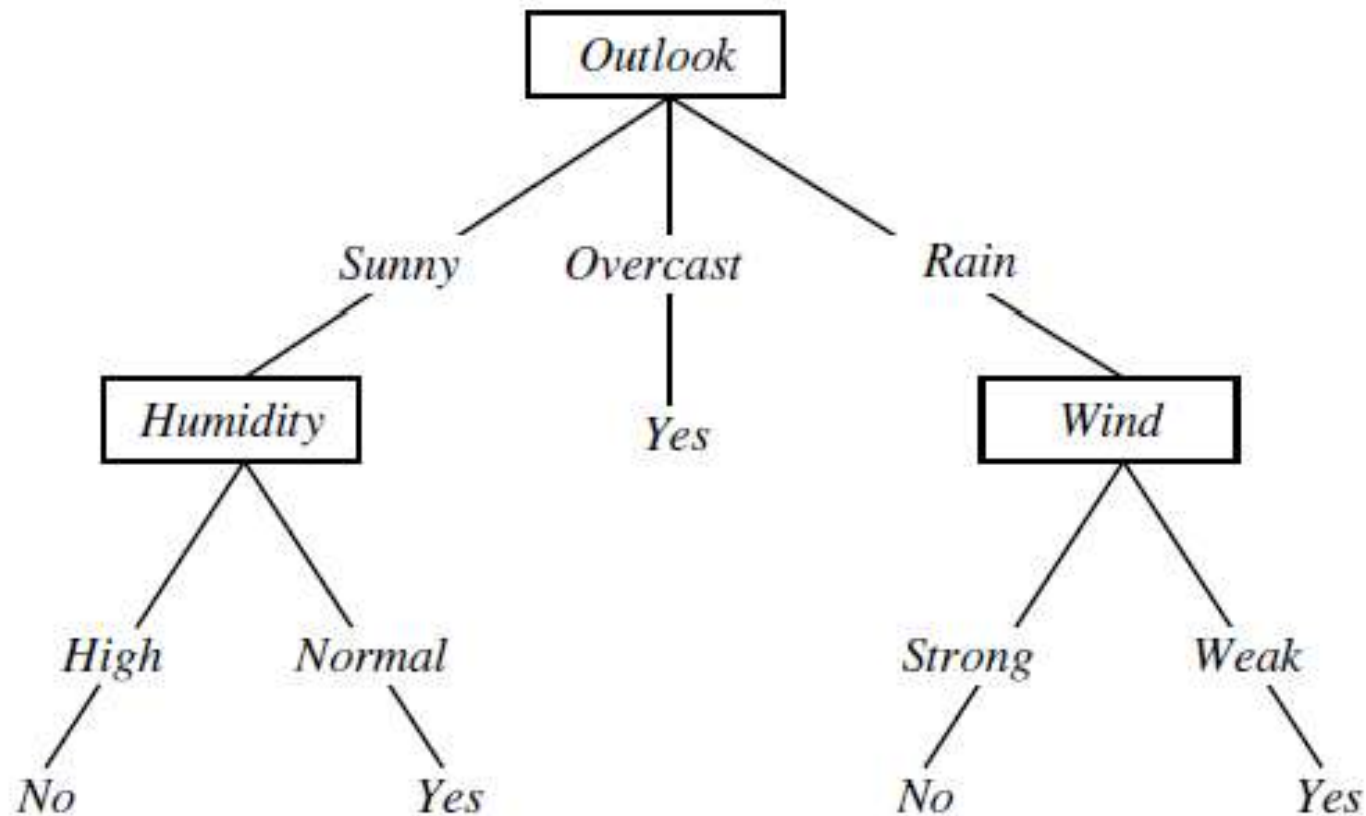 Outlook
Sunny Overcast Rain
Humidity Yes Wind
High Normal Strong Weak
No Yes No Yes